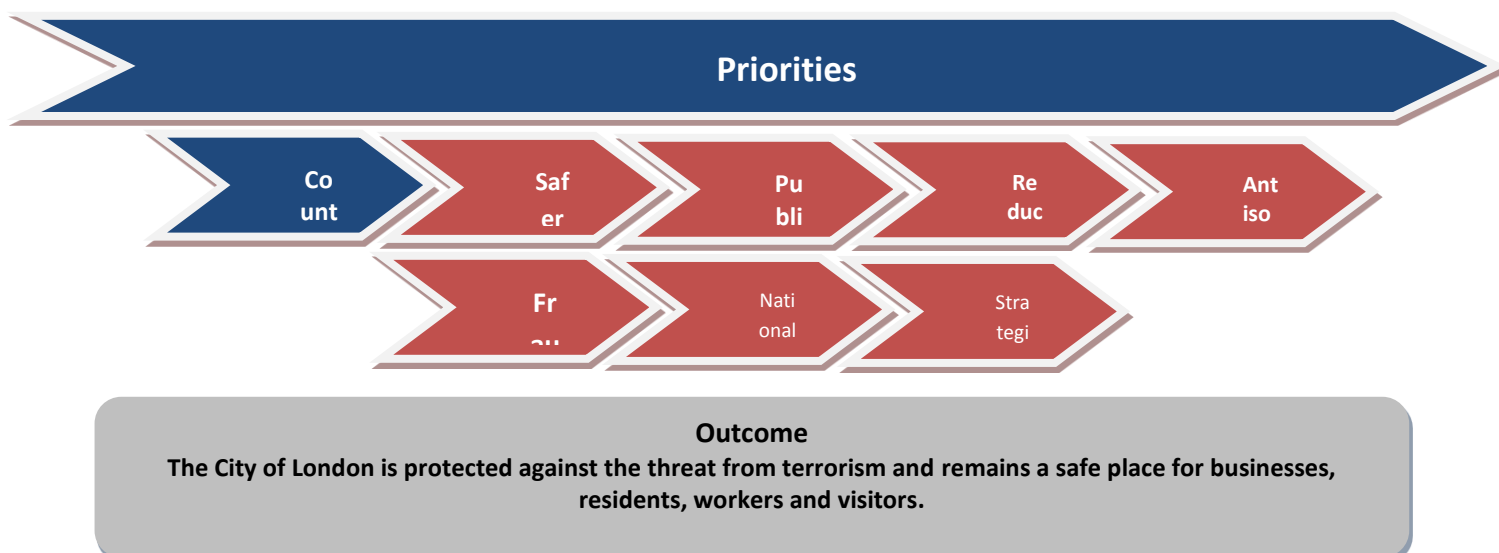 Priorities
Co
unt
Saf
er
Pu
bli
Re
duc
Ant
iso
Fr
au
Nati
onal
Stra
tegi
Outcome
The City of London is protected against the threat from terrorism and remains a safe place for businesses,
residents, workers and visitors.